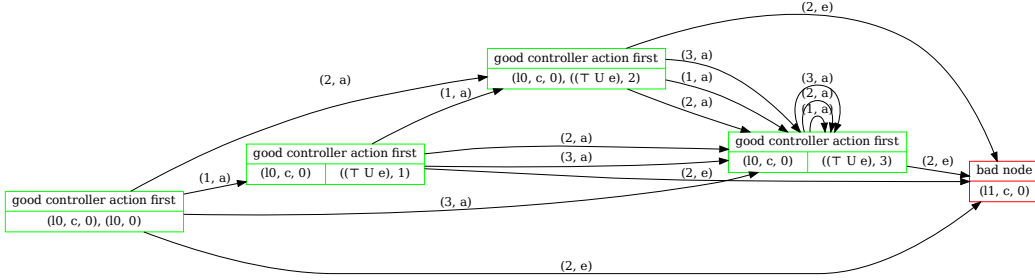 (2, e)
good controller action first
(l0, c, 0), ((⊤ U e), 2)
(3, a)
(1, a)
(2, a)
(3, a)
(2, a)
(1, a)
(2, a)
(1, a)
good controller action first
(l0, c, 0) ((⊤ U e), 3)
(2, a)
(3, a)
(2, e)
good controller action first
(l0, c, 0) ((⊤ U e), 1)
(2, e)
bad node
(l1, c, 0)
(1, a)
good controller action first
(l0, c, 0), (l0, 0)
(3, a)
(2, e)